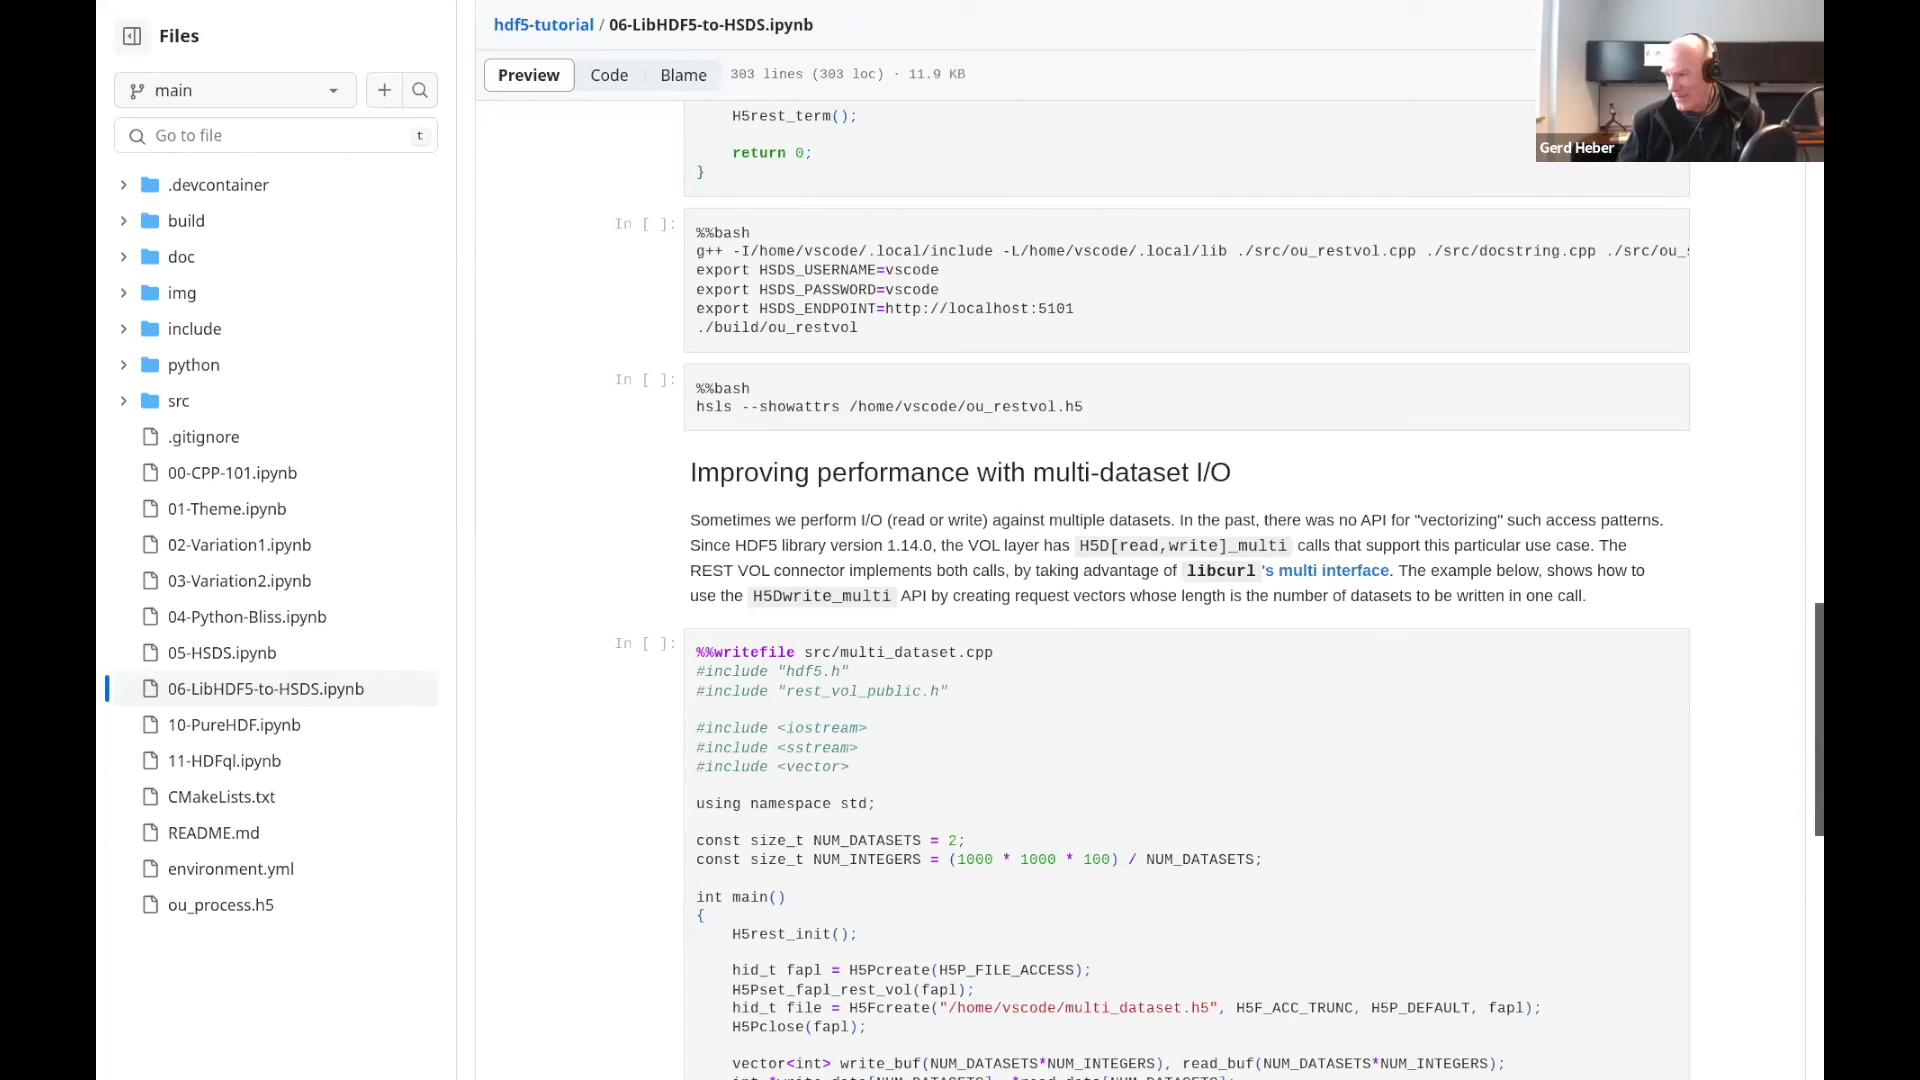 Files
main
Go to file
t
.devcontainer
build
doc
img
include
python
src
.gitignore
00-CPP-101.ipynb
01-Theme.ipynb
02-Variation1.ipynb
03-Variation2.ipynb
04-Python-Bliss.ipynb
05-HSDS.ipynb
06-LibHDF5-to-HSDS.ipynb
10-PureHDF.ipynb
11-HDFql.ipynb
CMakeLists.txt
README.md
environment.yml
ou_process.h5
hdf5-tutorial / 06-LibHDF5-to-HSDS.ipynb
Preview Code Blame 303 lines (303 loc) · 11.9 KB
H5rest_term();
return 0;
}
In [ ]:
%%bash
g++ -I/home/vscode/.local/include -L/home/vscode/.local/lib ./src/ou_restvol.cpp ./src/docstring.cpp ./src/ou_
export HSDS_USERNAME=vscode
export HSDS_PASSWORD=vscode
export HSDS_ENDPOINT=http://localhost:5101
./build/ou_restvol
In [ ]:
%%bash
hsls --showattrs /home/vscode/ou_restvol.h5
Improving performance with multi-dataset I/O
Sometimes we perform I/O (read or write) against multiple datasets. In the past, there was no API for "vectorizing" such access patterns.
Since HDF5 library version 1.14.0, the VOL layer has H5D[read,write]_multi calls that support this particular use case. The
REST VOL connector implements both calls, by taking advantage of libcurl's multi interface. The example below, shows how to
use the H5Dwrite_multi API by creating request vectors whose length is the number of datasets to be written in one call.
In [ ]:
%%writefile src/multi_dataset.cpp
#include "hdf5.h"
#include "rest_vol_public.h"
#include <iostream>
#include <sstream>
#include <vector>
using namespace std;
const size_t NUM_DATASETS = 2;
const size_t NUM_INTEGERS = (1000 * 1000 * 100) / NUM_DATASETS;
int main()
{
H5rest_init();
hid_t fapl = H5Pcreate(H5P_FILE_ACCESS);
H5Pset_fapl_rest_vol(fapl);
hid_t file = H5Fcreate("/home/vscode/multi_dataset.h5", H5F_ACC_TRUNC, H5P_DEFAULT, fapl);
H5Pclose(fapl);
vector<int> write_buf(NUM_DATASETS*NUM_INTEGERS), read_buf(NUM_DATASETS*NUM_INTEGERS);
Gerd Heber